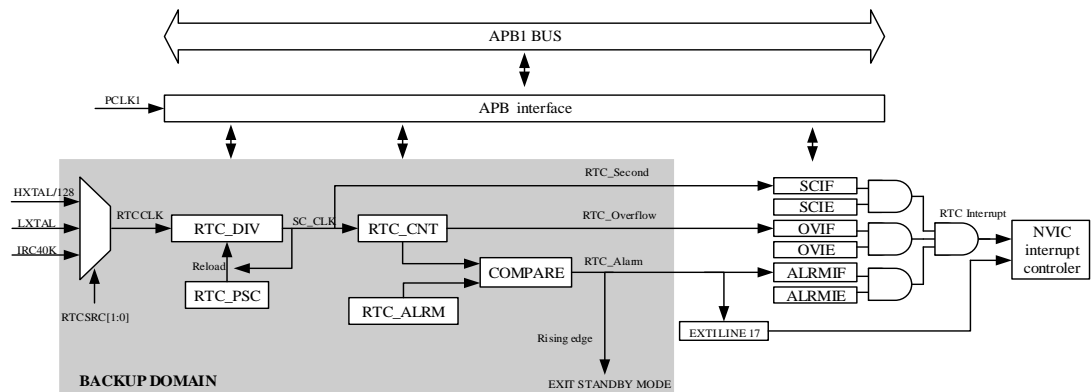 APB1 BUS
PCLK1
APB interface
HXTAL/128
LXTAL
IRC40K
RTCSRC[1:0]
RTCCLK
RTC_DIV
SC_CLK
Reload
RTC_PSC
RTC_CNT
RTC_ALRM
COMPARE
RTC_Second
RTC_Overflow
RTC_Alarm
Rising edge
EXIT STANDBY MODE
BACKUP DOMAIN
SCIF
SCIE
OVIF
OVIE
ALRMIF
ALRMIE
EXTI LINE 17
RTC Interrupt
NVIC
interrupt
controler